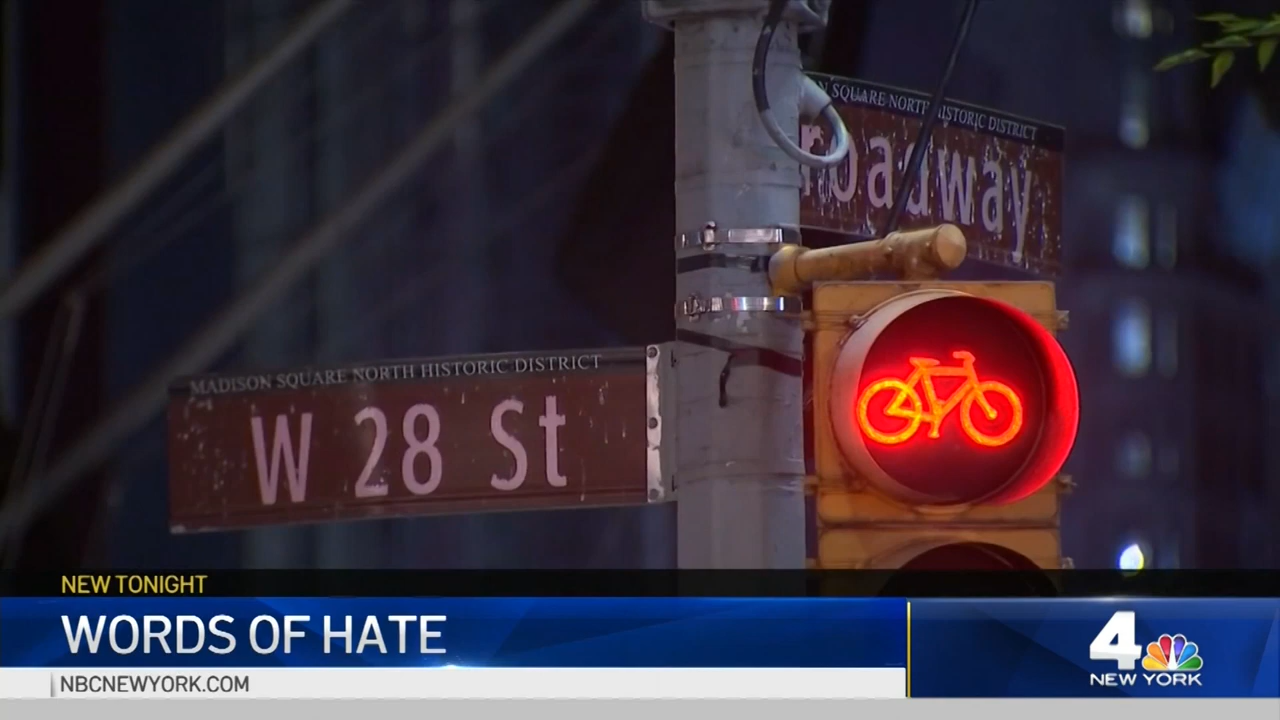 N SQUARE NORTH HISTORIC DISTRICT
roadway
MADISON SQUARE NORTH HISTORIC DISTRICT
W 28 St
NEW TONIGHT
WORDS OF HATE
4
NEW YORK
NBCNEWYORK.COM